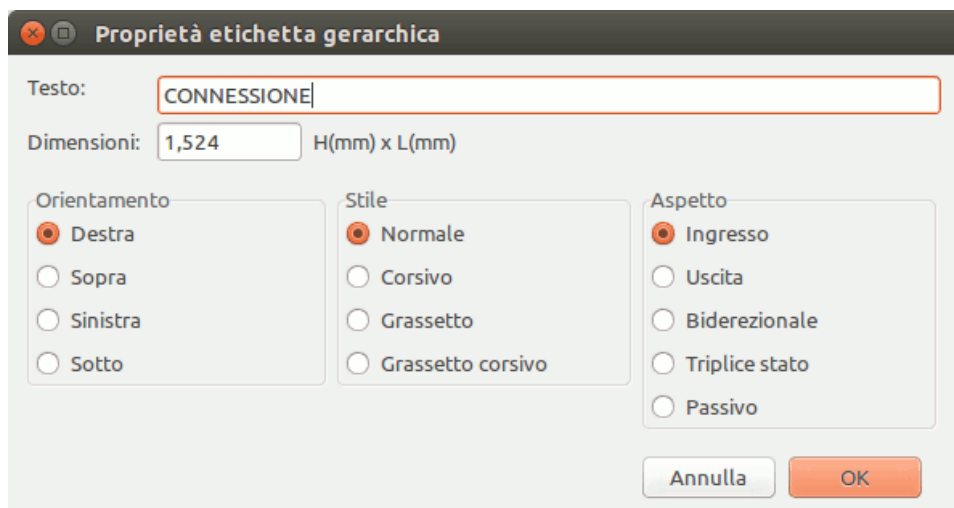 Proprietà etichetta gerarchica
Testo: CONNESSIONE
Dimensioni: 1,524 H(mm) x L(mm)
Orientamento Stile Aspetto
Destra Normale Ingresso
Sopra Corsivo Uscita
Sinistra Grassetto Biderezionale
Sotto Grassetto corsivo Triplice stato
Passivo
Annulla OK